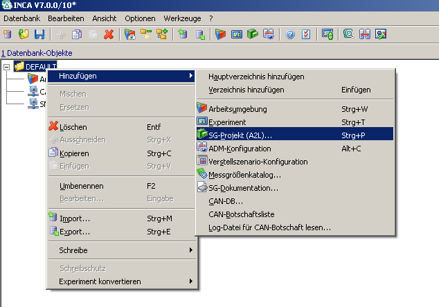 INCA V7.0.0/10*
Datenbank Bearbeiten Ansicht Optionen Werkzeuge ?
1 Datenbank-Objekte
DEFAULT
Hinzufügen
Mischen
Ersetzen
Löschen Entf
Ausschneiden Strg+X
Kopieren Strg+C
Einfügen Strg+V
Umbenennen F2
Bearbeiten... Eingabe
Import... Strg+M
Export... Strg+E
Schreibe
Schreibschutz
Experiment konvertieren
Hauptverzeichnis hinzufügen
Verzeichnis hinzufügen Einfügen
Arbeitsumgebung Strg+W
Experiment Strg+T
SG-Projekt (A2L)... Strg+P
ADM-Konfiguration Alt+C
Verstellszenario-Konfiguration
Messgrößenkatalog...
SG-Dokumentation...
CAN-DB...
CAN-Botschaftsliste
Log-Datei für CAN-Botschaft lesen...